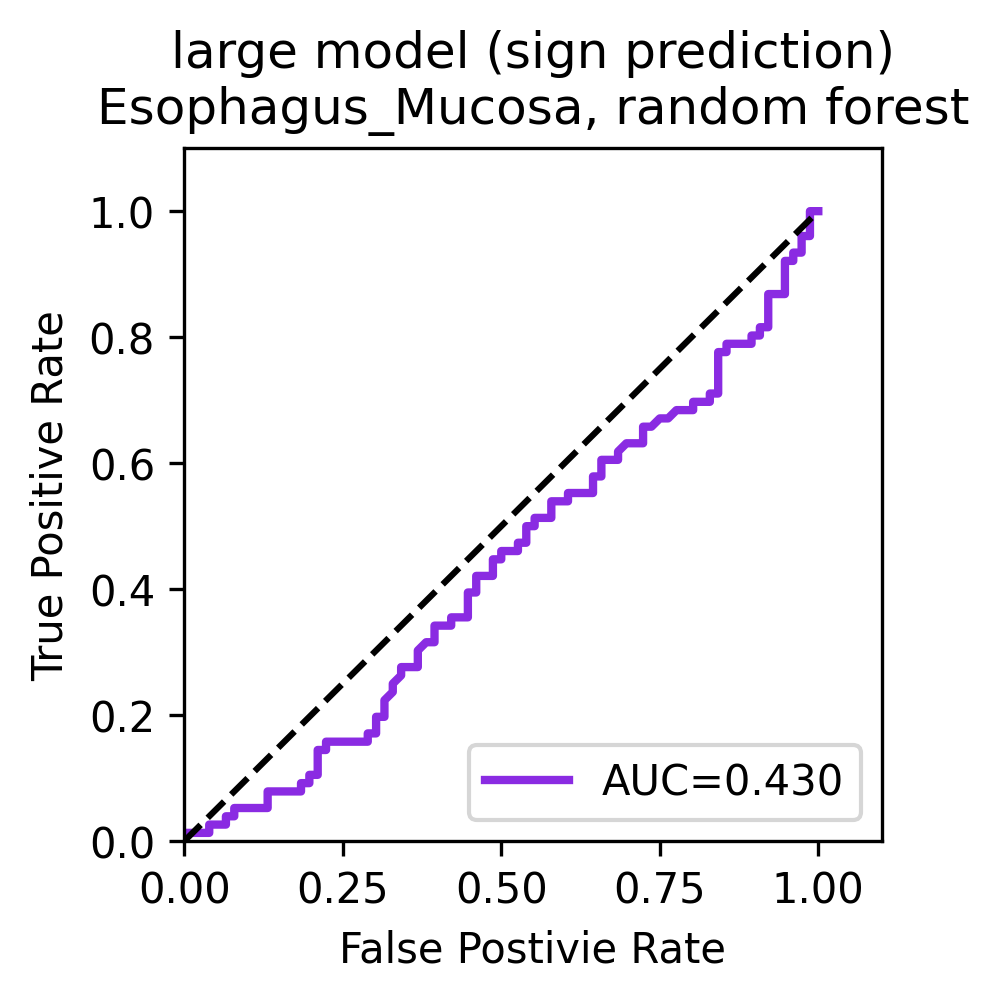 large model (sign prediction)
Esophagus_Mucosa, random forest
True Positive Rate
1.0
0.8
0.6
0.4
0.2
0.0
AUC=0.430
0.00 0.25 0.50 0.75 1.00
False Postivie Rate